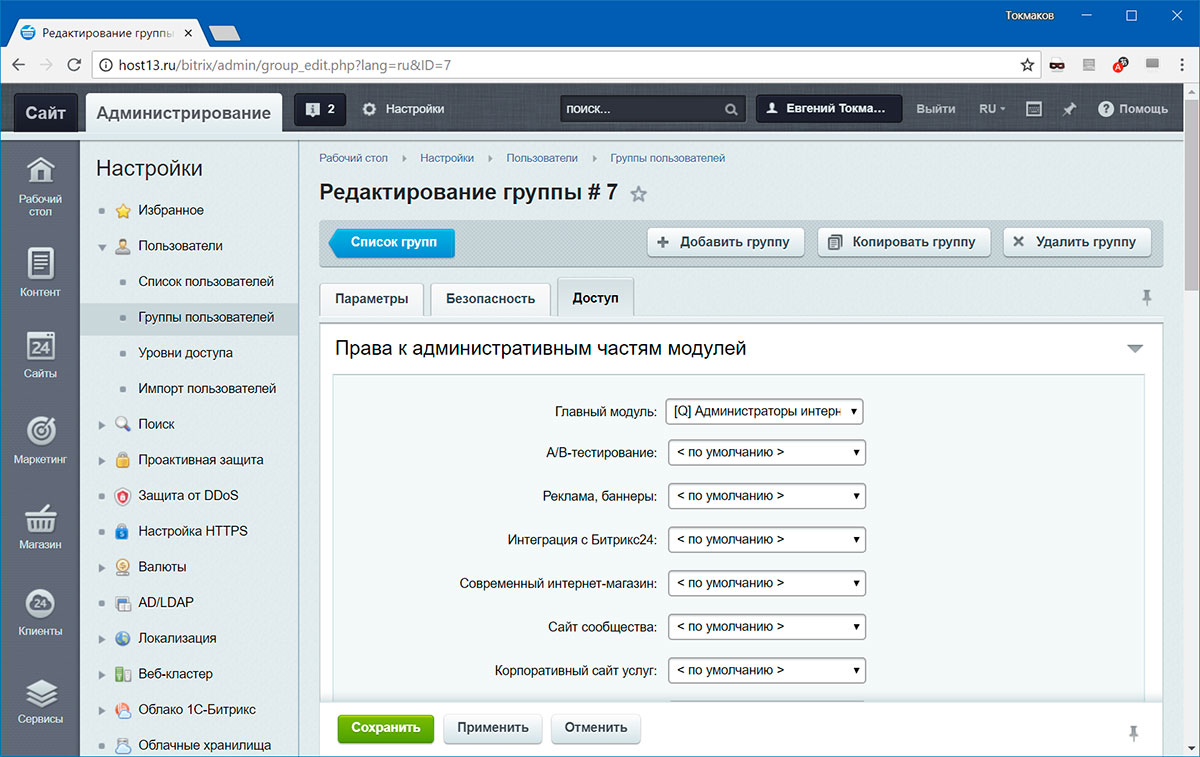 Токмаков
Редактирование группы
host13.ru/bitrix/admin/group_edit.php?lang=ru&ID=7
Сайт
Администрирование
2
Настройки
поиск...
Евгений Токма...
Выйти
RU
Помощь
Рабочий стол
Контент
24
Сайты
Маркетинг
Магазин
24
Клиенты
Сервисы
Настройки
Избранное
Пользователи
Список пользователей
Группы пользователей
Уровни доступа
Импорт пользователей
Поиск
Проактивная защита
Защита от DDoS
Настройка HTTPS
Валюты
AD/LDAP
Локализация
Веб-кластер
Облако 1С-Битрикс
Облачные хранилища
Рабочий стол Настройки Пользователи Группы пользователей
Редактирование группы # 7
Список групп
Добавить группу
Копировать группу
Удалить группу
Параметры
Безопасность
Доступ
Права к административным частям модулей
Главный модуль: [Q] Администраторы интерн
A/B-тестирование: < по умолчанию >
Реклама, баннеры: < по умолчанию >
Интеграция с Битрикс24: < по умолчанию >
Современный интернет-магазин: < по умолчанию >
Сайт сообщества: < по умолчанию >
Корпоративный сайт услуг: < по умолчанию >
Сохранить
Применить
Отменить